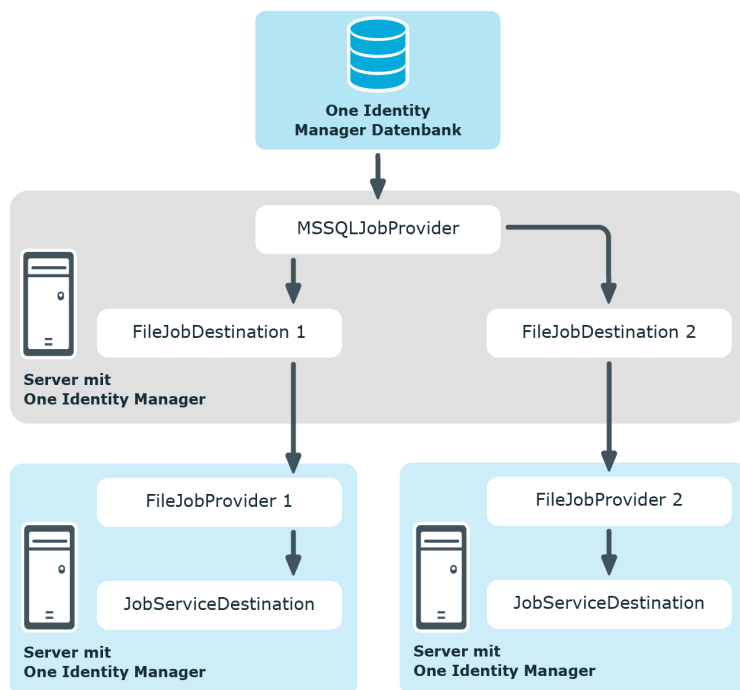 One Identity
Manager Datenbank
MSSQLJobProvider
FileJobDestination 1
FileJobDestination 2
Server mit
One Identity Manager
FileJobProvider 1
JobServiceDestination
Server mit
One Identity Manager
FileJobProvider 2
JobServiceDestination
Server mit
One Identity Manager